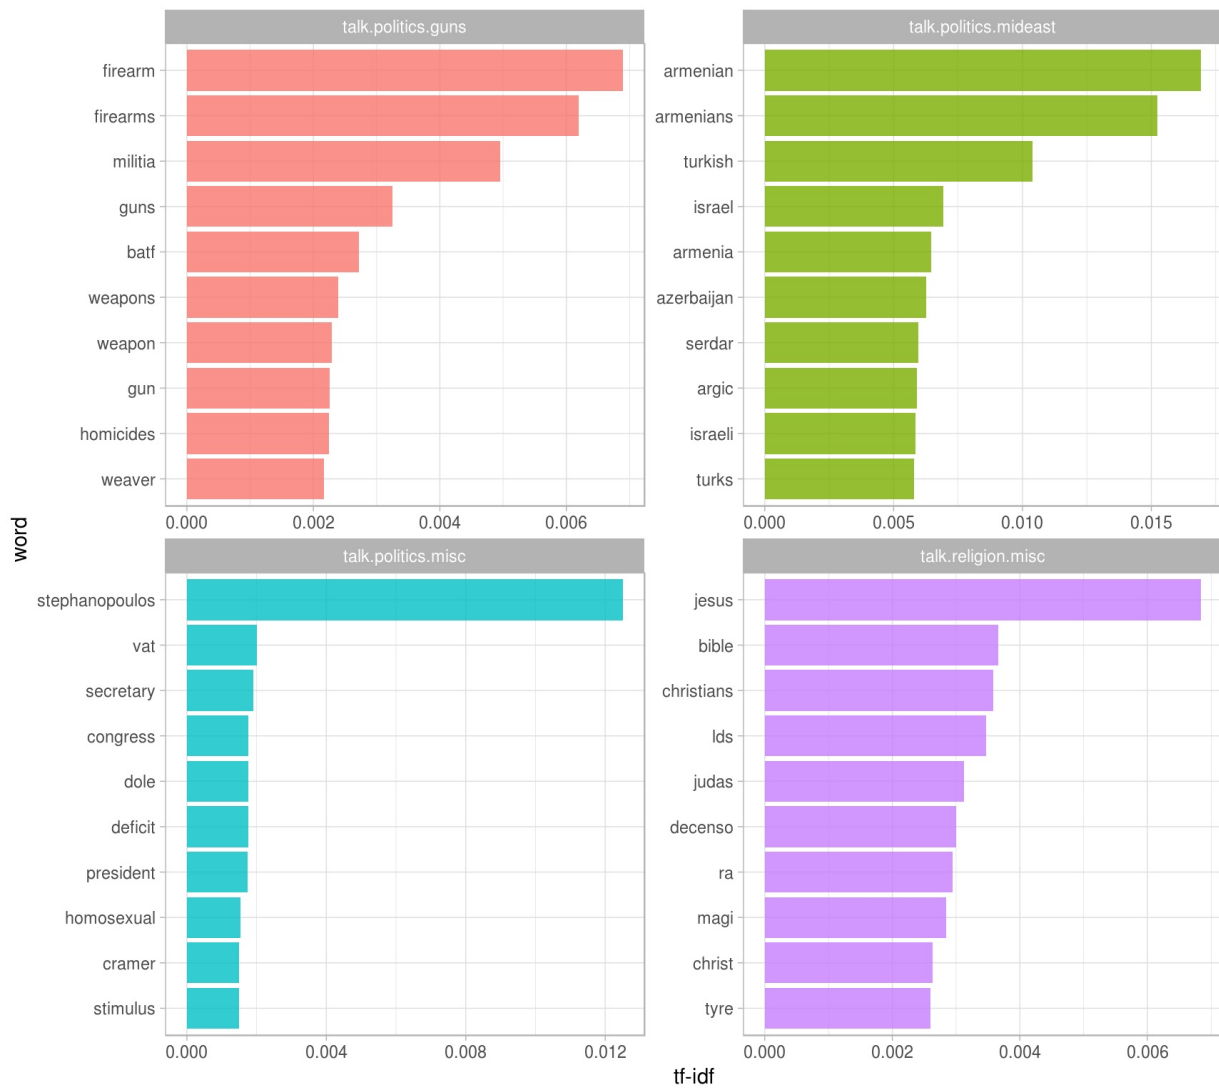 talk.politics.guns
firearm
firearms
militia
guns
batf
weapons
weapon
gun
homicides
weaver
0.000 0.002 0.004 0.006
talk.politics.mideast
armenian
armenians
turkish
israel
armenia
azerbaijan
serdar
argic
israeli
turks
0.000 0.005 0.010 0.015
word
talk.politics.misc
stephanopoulos
vat
secretary
congress
dole
deficit
president
homosexual
cramer
stimulus
0.000 0.004 0.008 0.012
talk.religion.misc
jesus
bible
christians
lds
judas
decenso
ra
magi
christ
tyre
0.000 0.002 0.004 0.006
tf-idf